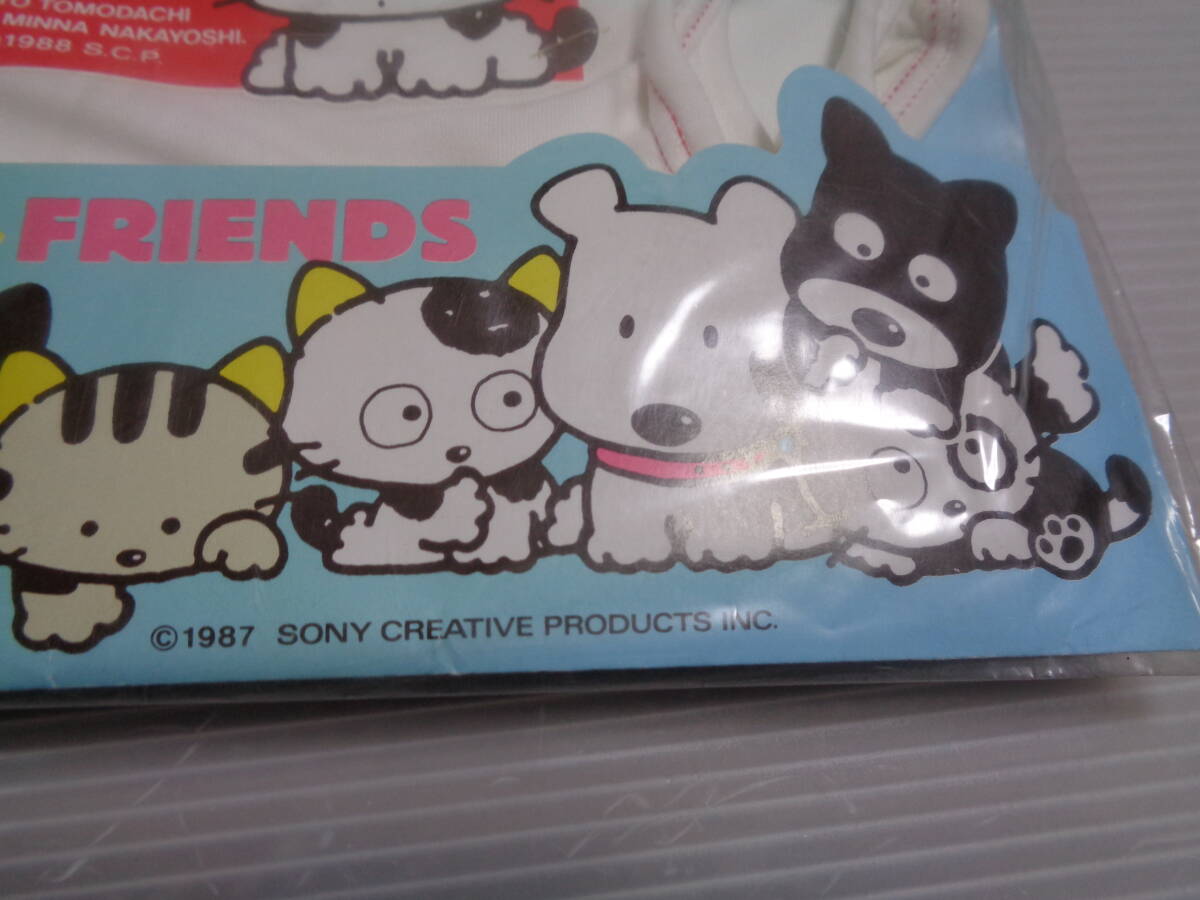 TOMODACHI
MINNA NAKAYOSHI.
1988 S.C.P.
FRIENDS
©1987 SONY CREATIVE PRODUCTS INC.